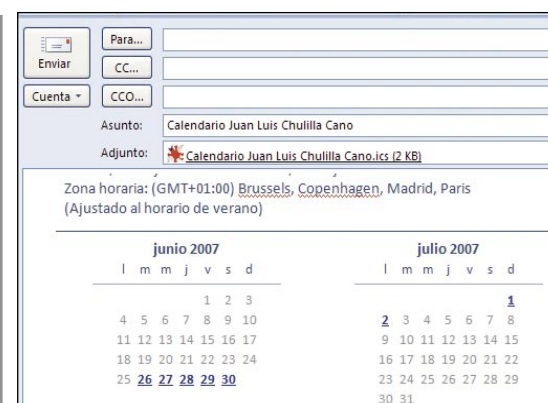 Para...
Enviar
CC...
Cuenta
CCO...
Asunto: Calendario Juan Luis Chulilla Cano
Adjunto: Calendario Juan Luis Chulilla Cano.ics (2 KB)
Zona horaria: (GMT+01:00) Brussels, Copenhagen, Madrid, Paris
(Ajustado al horario de verano)
junio 2007
l m m j v s d
1 2 3
4 5 6 7 8 9 10
11 12 13 14 15 16 17
18 19 20 21 22 23 24
25 26 27 28 29 30
julio 2007
l m m j v s d
1
2 3 4 5 6 7 8
9 10 11 12 13 14 15
16 17 18 19 20 21 22
23 24 25 26 27 28 29
30 31